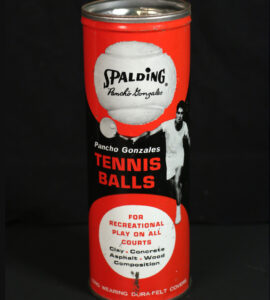 SPALDING
Pancho Gonzales
Pancho Gonzales
TENNIS
BALLS
FOR
RECREATIONAL
PLAY ON ALL
COURTS
Clay - Concrete
Asphalt - Wood
Composition
WEARING DURA-FELT COVERS